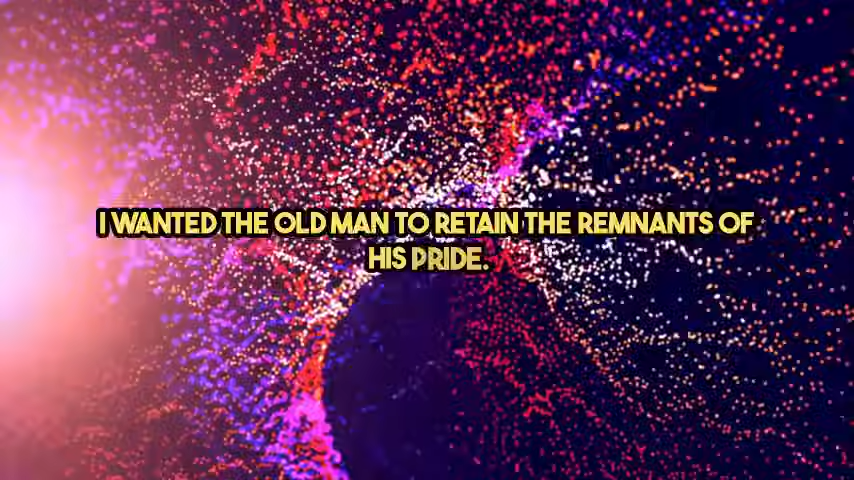 I WANTED THE OLD MAN TO RETAIN THE REMNANTS OF
HIS PRIDE.